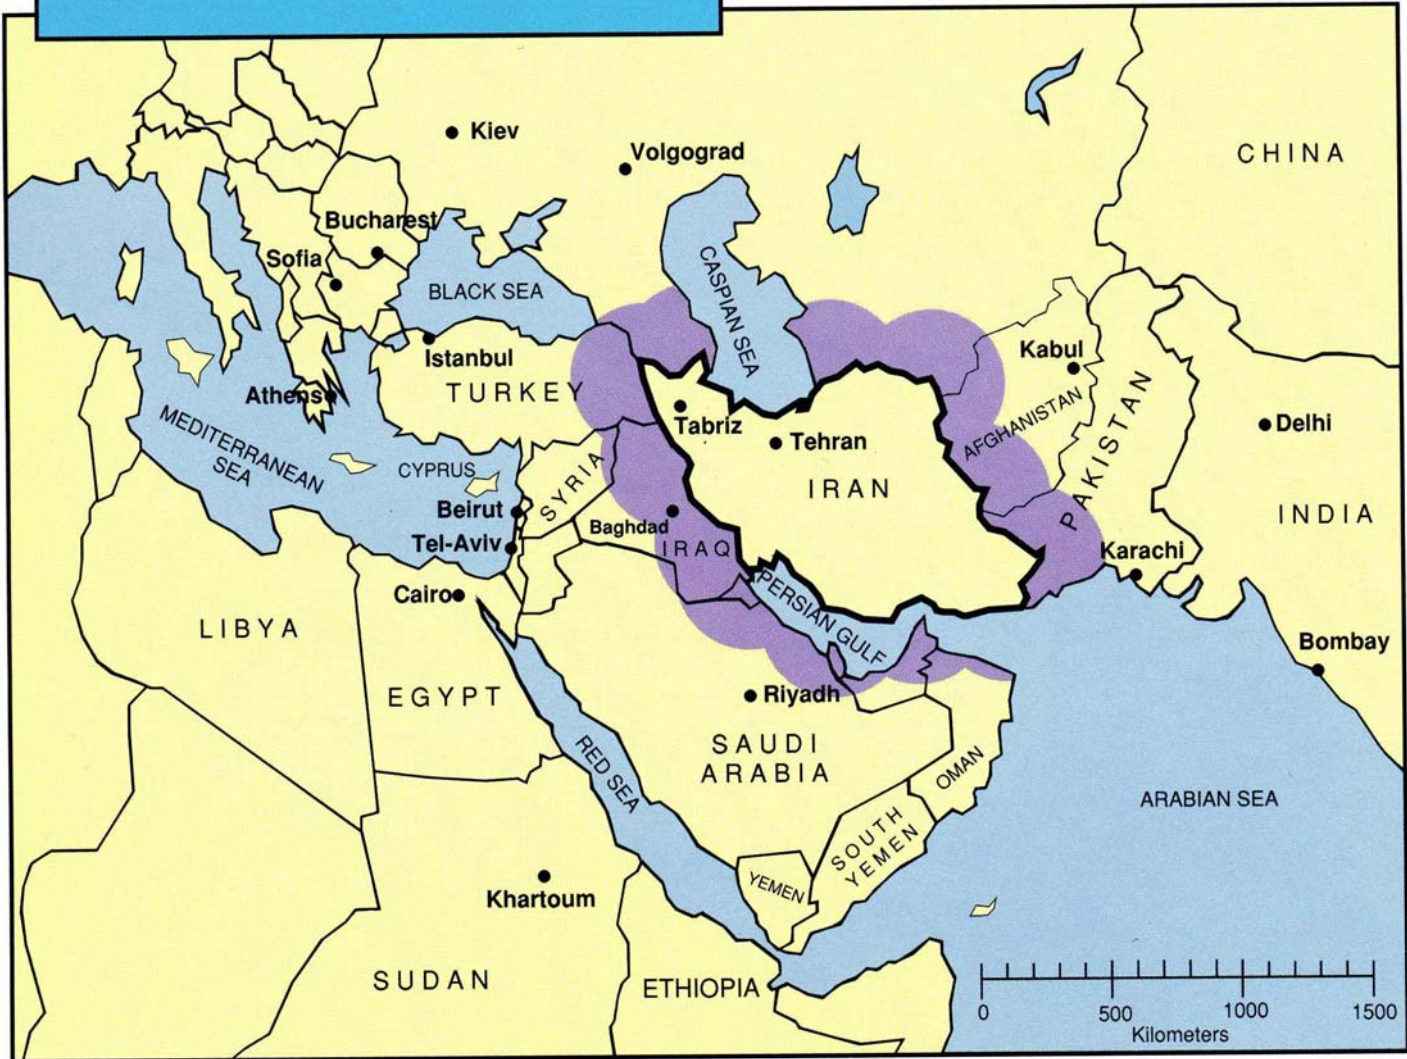 Kiev
Volgograd
CHINA
Bucharest
Sofia
BLACK SEA
CASPIAN SEA
Istanbul
TURKEY
Athens
Kabul
AFGHANISTAN
PAKISTAN
Delhi
INDIA
Tabriz
Tehran
IRAN
MEDITERRANEAN
SEA
CYPRUS
SYRIA
Beirut
Tel-Aviv
Baghdad
IRAQ
Karachi
Cairo
PERSIAN GULF
LIBYA
EGYPT
Bombay
Riyadh
SAUDI
ARABIA
RED SEA
OMAN
ARABIAN SEA
SOUTH
YEMEN
YEMEN
Khartoum
SUDAN
ETHIOPIA
0 500 1000 1500
Kilometers